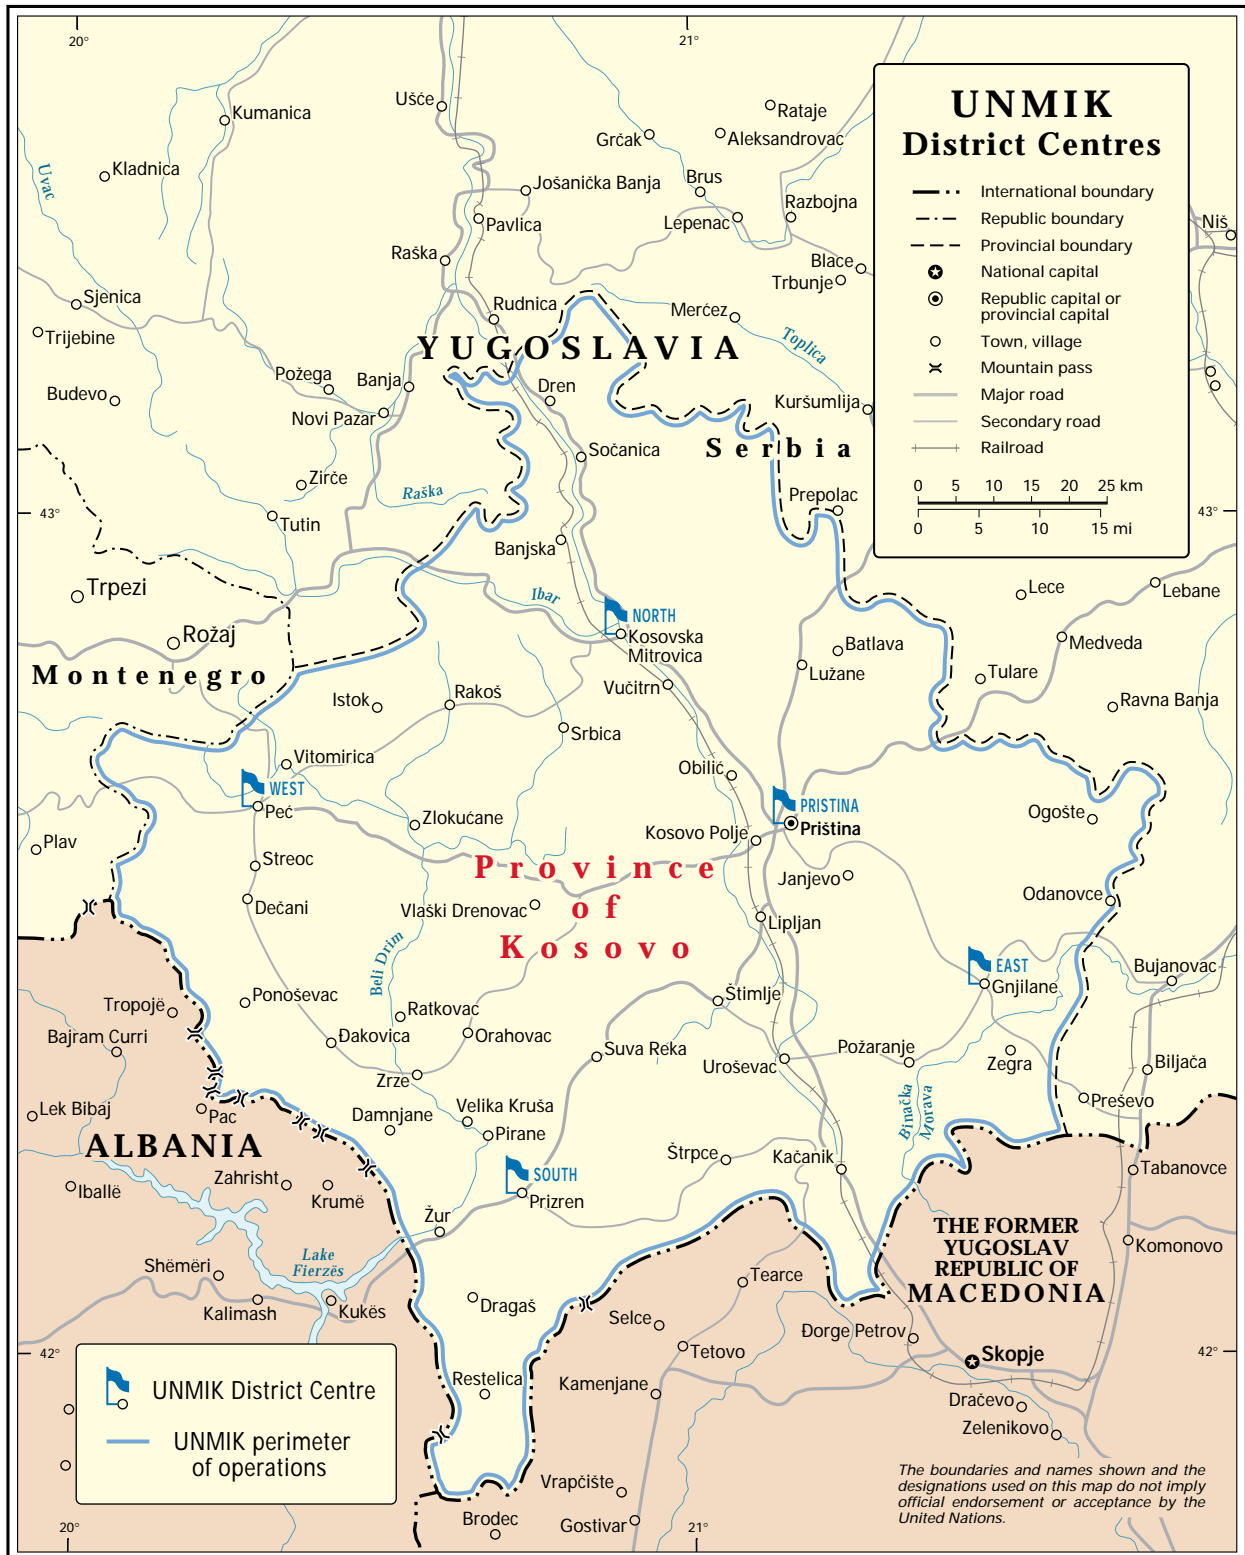 20°
21°
UNMIK
District Centres
International boundary
Republic boundary
Provincial boundary
National capital
Republic capital or
provincial capital
Town, village
Mountain pass
Major road
Secondary road
Railroad
0 5 10 15 20 25 km
0 5 10 15 mi
Ušće
Kumanica
Rataje
Grčak
Aleksandrovac
Kladnica
Uvac
Jošanička Banja
Brus
Razbojna
Pavlica
Lepenac
Niš
Raška
Blace
Trbunje
Sjenica
Rudnica
Merćez
Trijebine
Toplica
YUGOSLAVIA
Požega
Banja
Dren
Budevo
Novi Pazar
Kuršumlija
Serbia
Sočanica
Zirče
Raška
Prepolac
43°
43°
Tutin
Banjska
Trpezi
Ibar
Lece
Lebane
NORTH
Kosovska
Mitrovica
Rožaj
Batlava
Medveda
Montenegro
Lužane
Tulare
Vučitrn
Istok
Rakoš
Ravna Banja
Srbica
Vitomirica
Obilić
WEST
Peć
PRISTINA
Priština
Zlokućane
Ogošte
Kosovo Polje
Plav
Streoc
Province
of
Kosovo
Janjevo
Dečani
Vlaški Drenovac
Odanovce
Lipljan
Beli Drim
EAST
Gnjilane
Bujanovac
Ponoševac
Štimlje
Tropojë
Ratkovac
Bajram Curri
Đakovica
Orahovac
Suva Reka
Požaranje
Uroševac
Zegra
Biljača
Zrze
Lek Bibaj
Pac
Damnjane
Velika Kruša
Binačka
Morava
Preševo
Pirane
ALBANIA
Štrpce
Kačanik
Tabanovce
Iballë
Zahrisht
Krumë
SOUTH
Prizren
Žur
THE FORMER
YUGOSLAV
REPUBLIC OF
MACEDONIA
Komonovo
Lake
Fierzës
Shëmëri
Tearce
Kalimash
Kukës
Dragaš
Selce
Đorge Petrov
Tetovo
Skopje
42°
42°
UNMIK District Centre
UNMIK perimeter
of operations
Restelica
Kamenjane
Dračevo
Zelenikovo
Vrapčište
Brodec
Gostivar
The boundaries and names shown and the
designations used on this map do not imply
official endorsement or acceptance by the
United Nations.
20°
21°